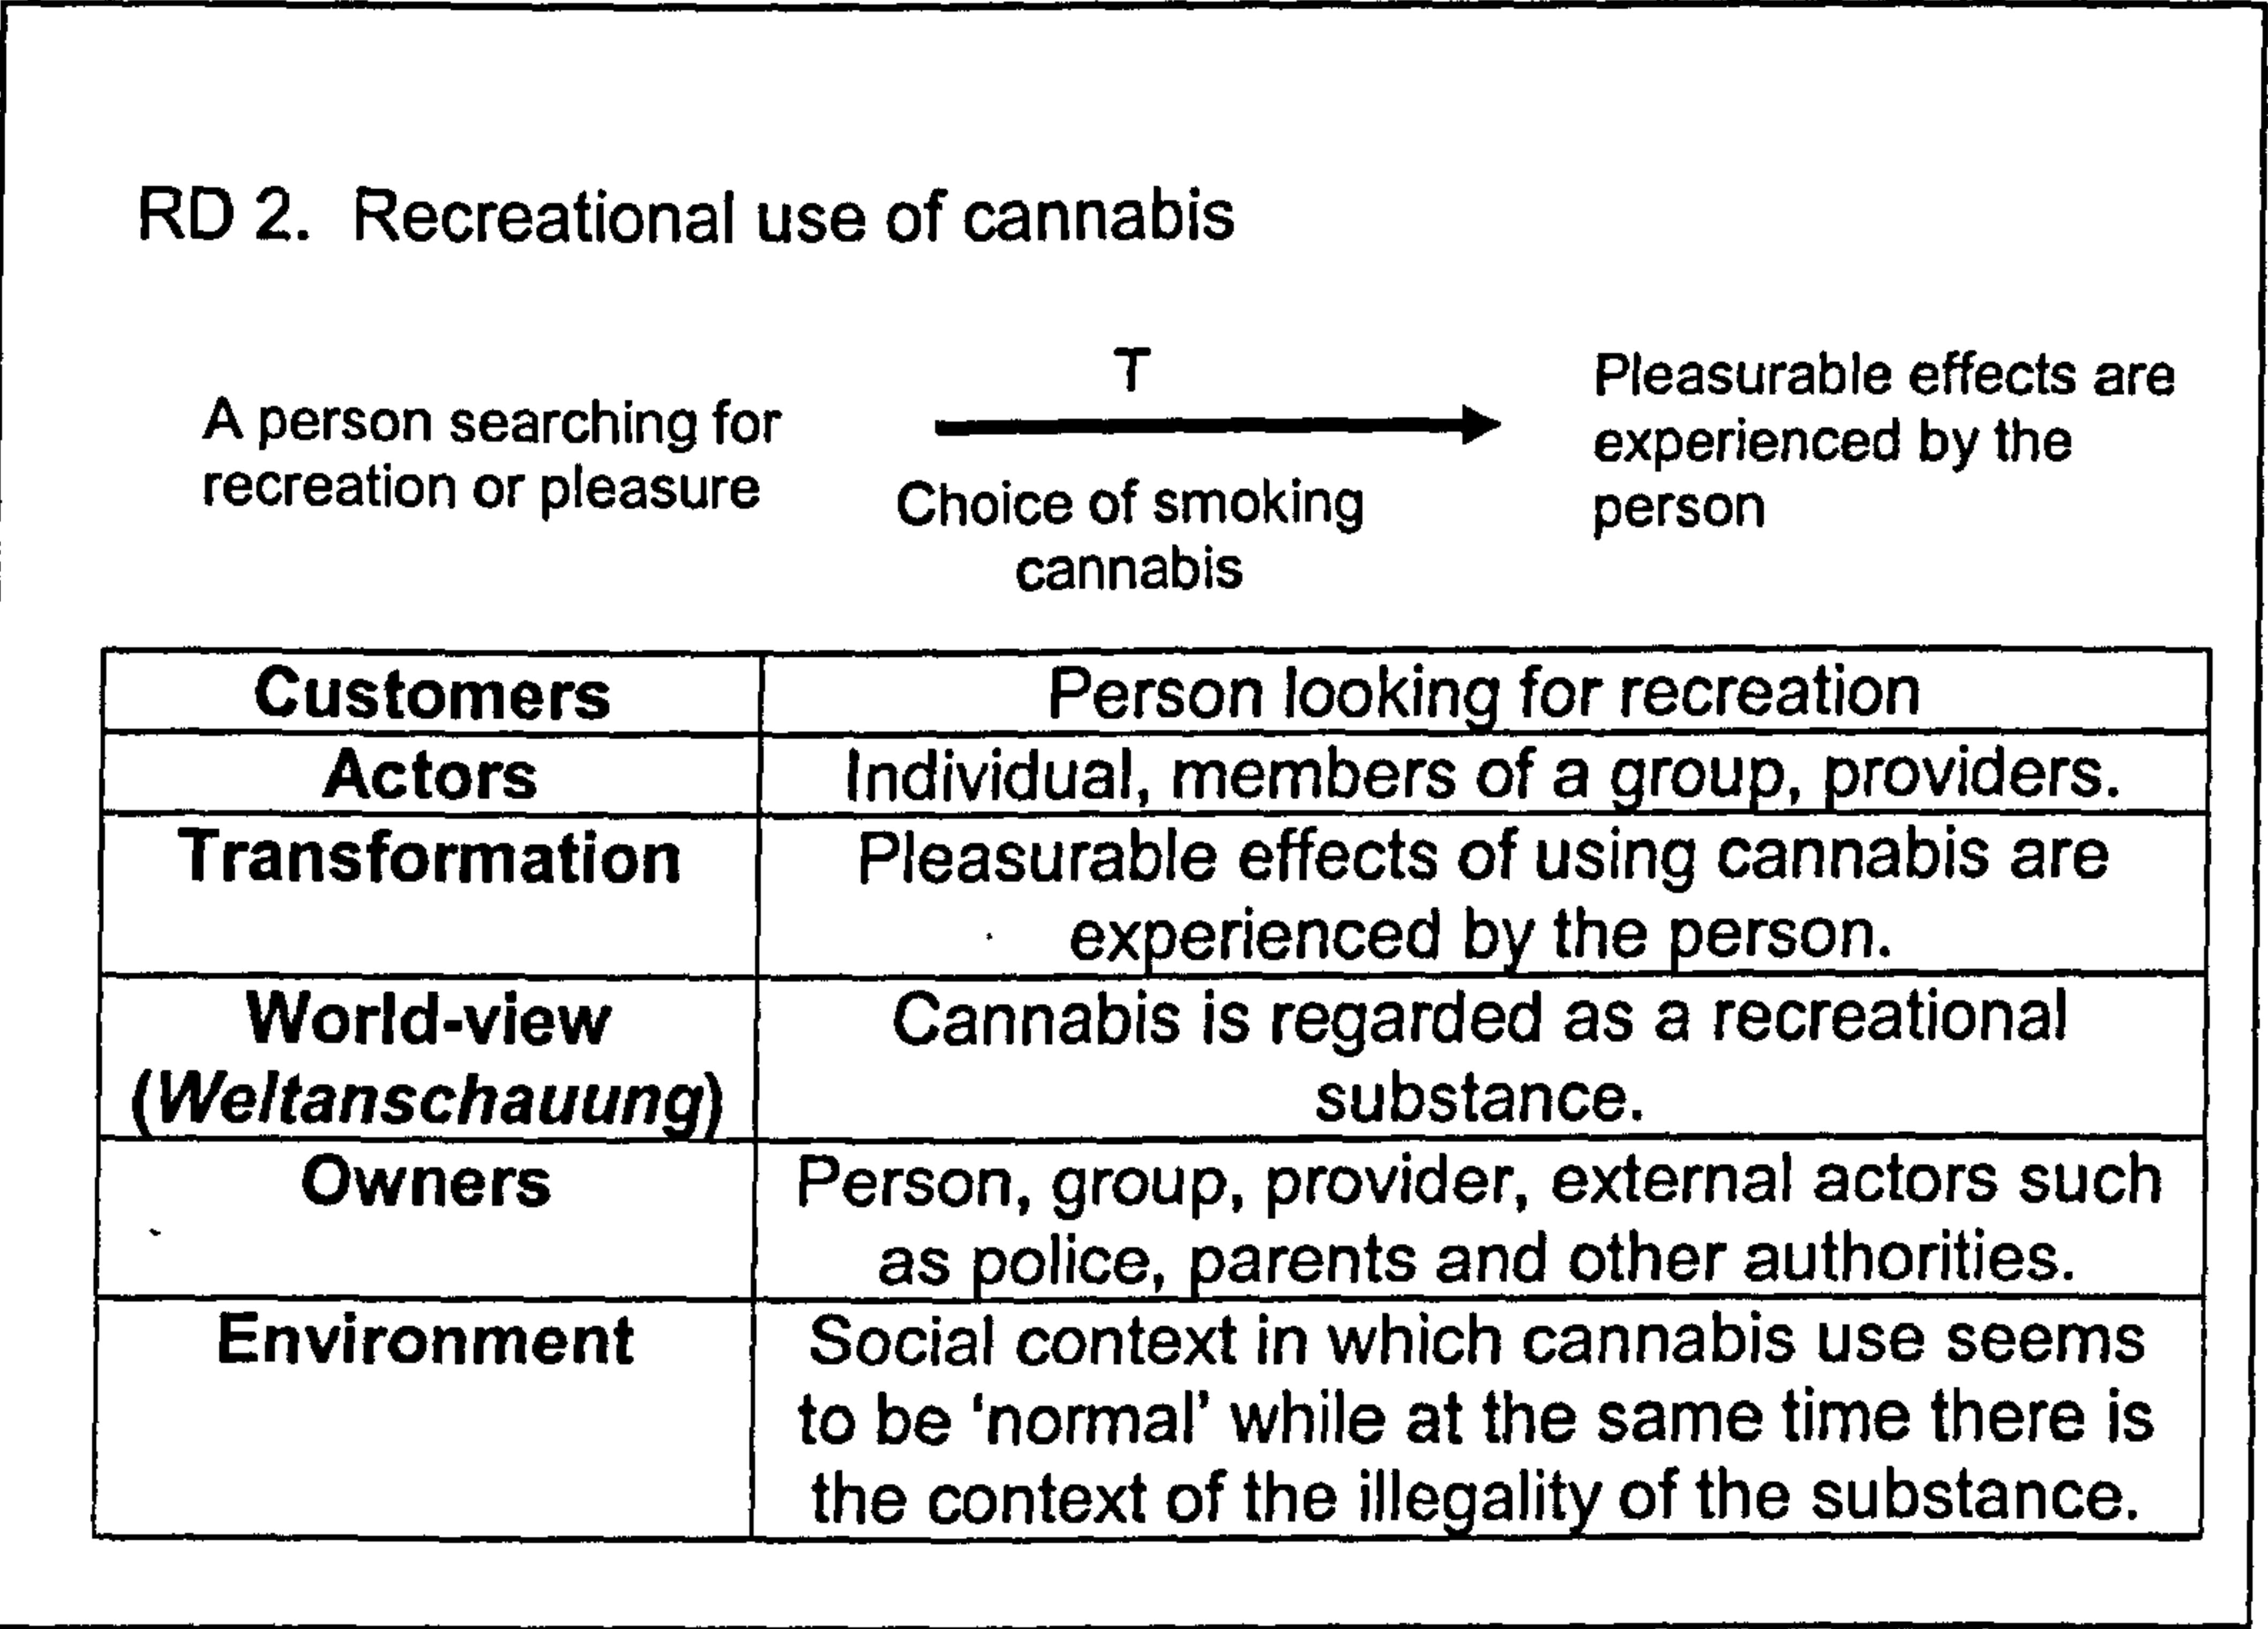 RD 2. Recreational use of cannabis
T
A person searching for
recreation or pleasure
Choice of smoking
cannabis
Pleasurable effects are
experienced by the
person
Customers
Person looking for recreation
Actors
Individual, members of a group, providers.
Transformation
Pleasurable effects of using cannabis are
experienced by the person.
World-view
(Weltanschauung)
Cannabis is regarded as a recreational
substance.
Owners
Person, group, provider, external actors such
as police, parents and other authorities.
Environment
Social context in which cannabis use seems
to be ‘normal’ while at the same time there is
the context of the illegality of the substance.